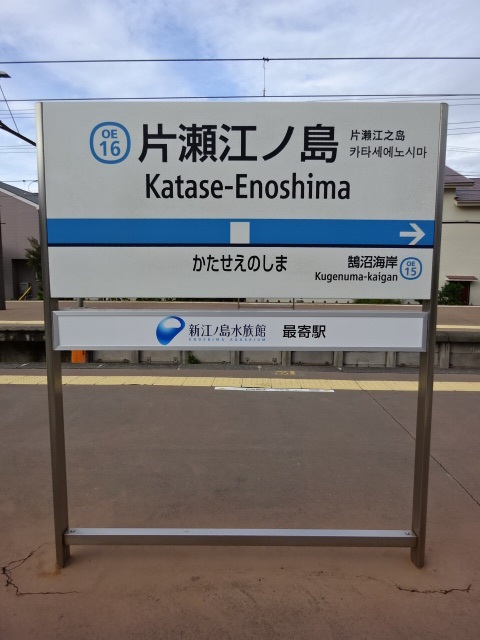 OE
16
片瀬江ノ島
片瀬江之岛
카타세에노시마
Katase-Enoshima
かたせえのしま
鵠沼海岸
Kugenuma-kaigan
OE
15
新江ノ島水族館
ENOSHIMA AQUARIUM
最寄駅